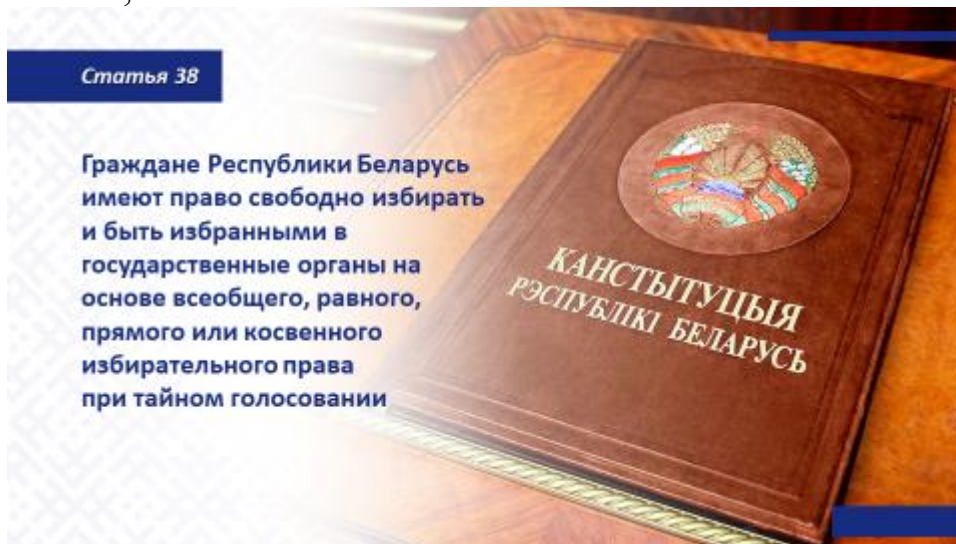 Статья 38
Граждане Республики Беларусь
имеют право свободно избирать
и быть избранными в
государственные органы на
основе всеобщего, равного,
прямого или косвенного
избирательного права
при тайном голосовании
КАНСТЫТУЦЫЯ
РЭСПУБЛІКІ БЕЛАРУСЬ